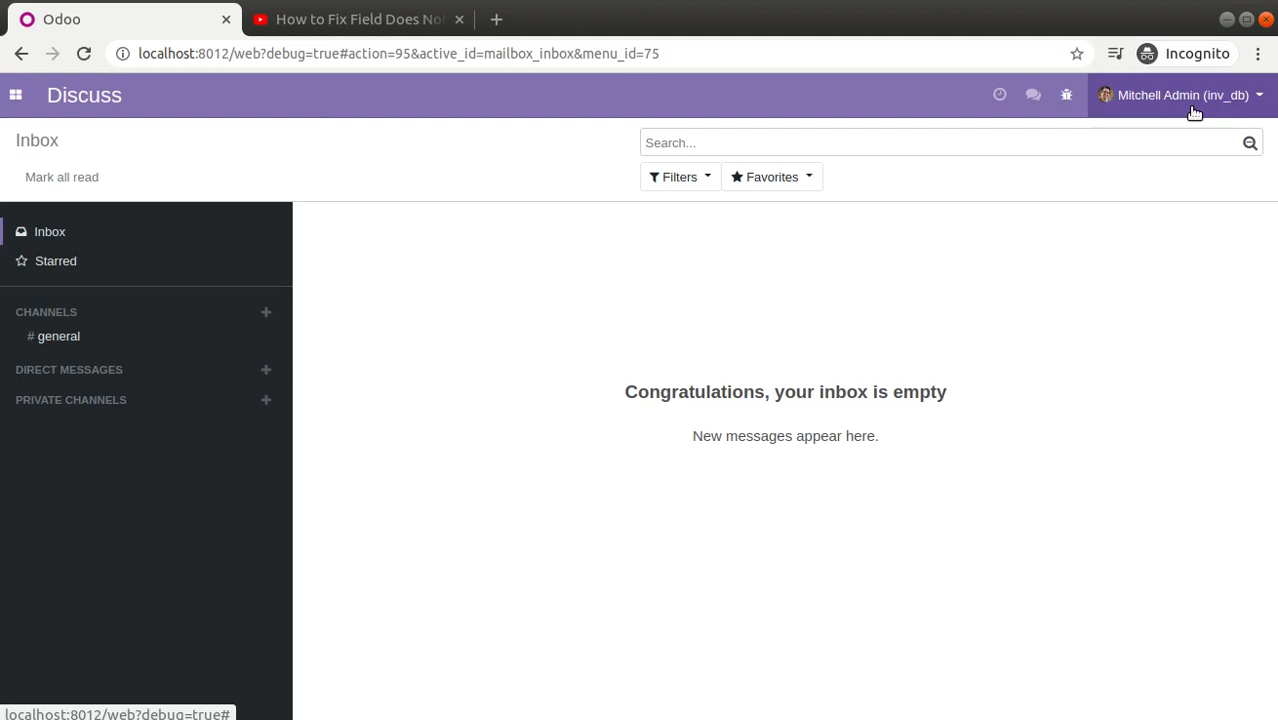 Odoo
How to Fix Field Does Not
localhost:8012/web?debug=true#action=95&active_id=mailbox_inbox&menu_id=75
Incognito
Discuss
Mitchell Admin (inv_db)
Inbox
Search...
Mark all read
Filters
Favorites
Inbox
Starred
CHANNELS
# general
DIRECT MESSAGES
PRIVATE CHANNELS
Congratulations, your inbox is empty
New messages appear here.
localhost:8012/web?debug=true#